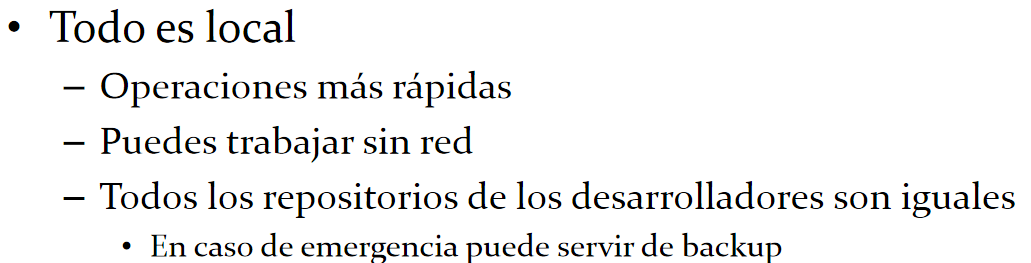 • Todo es local
– Operaciones más rápidas
– Puedes trabajar sin red
– Todos los repositorios de los desarrolladores son iguales
• En caso de emergencia puede servir de backup